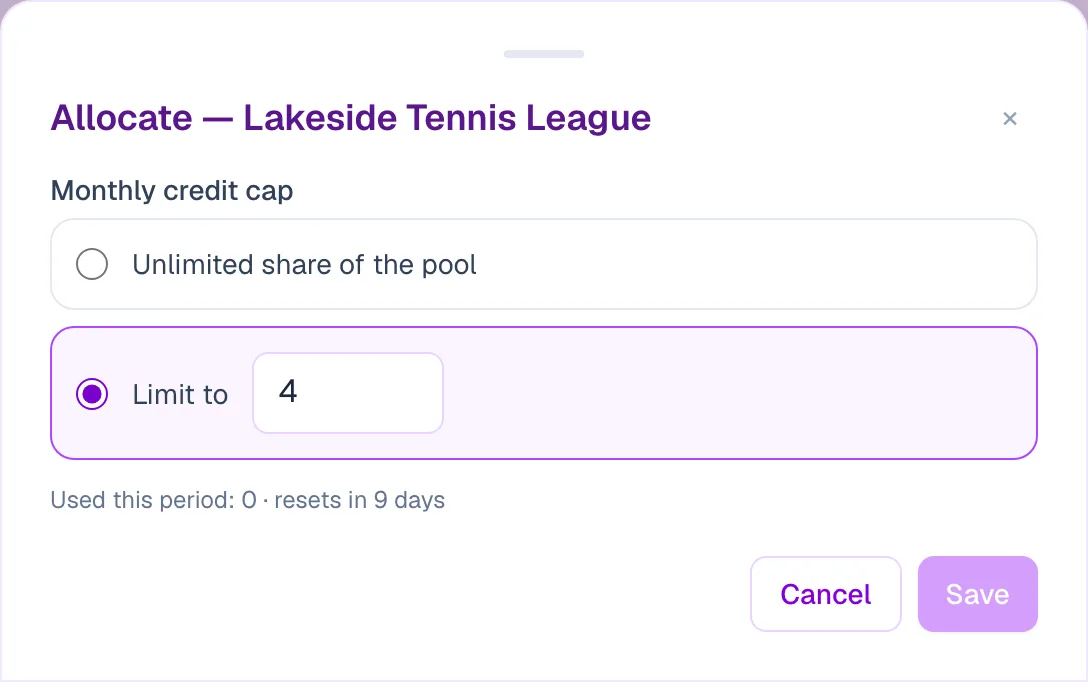 Allocate — Lakeside Tennis League ×
Monthly credit cap
Unlimited share of the pool
Limit to 4
Used this period: 0 · resets in 9 days
Cancel Save